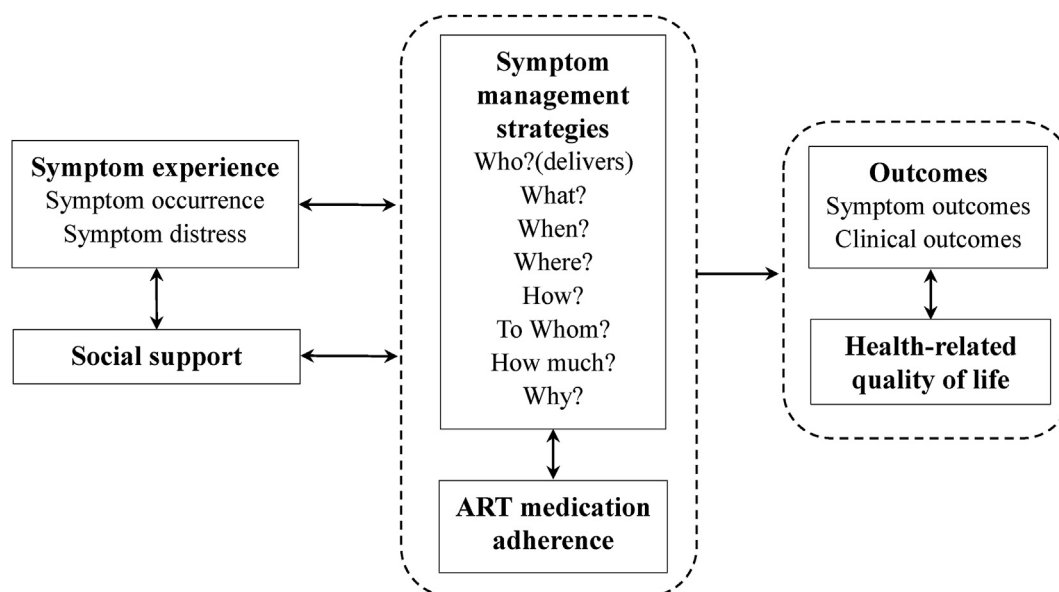 Symptom experience
Symptom occurrence
Symptom distress
Social support
Symptom
management
strategies
Who?(delivers)
What?
When?
Where?
How?
To Whom?
How much?
Why?
ART medication
adherence
Outcomes
Symptom outcomes
Clinical outcomes
Health-related
quality of life